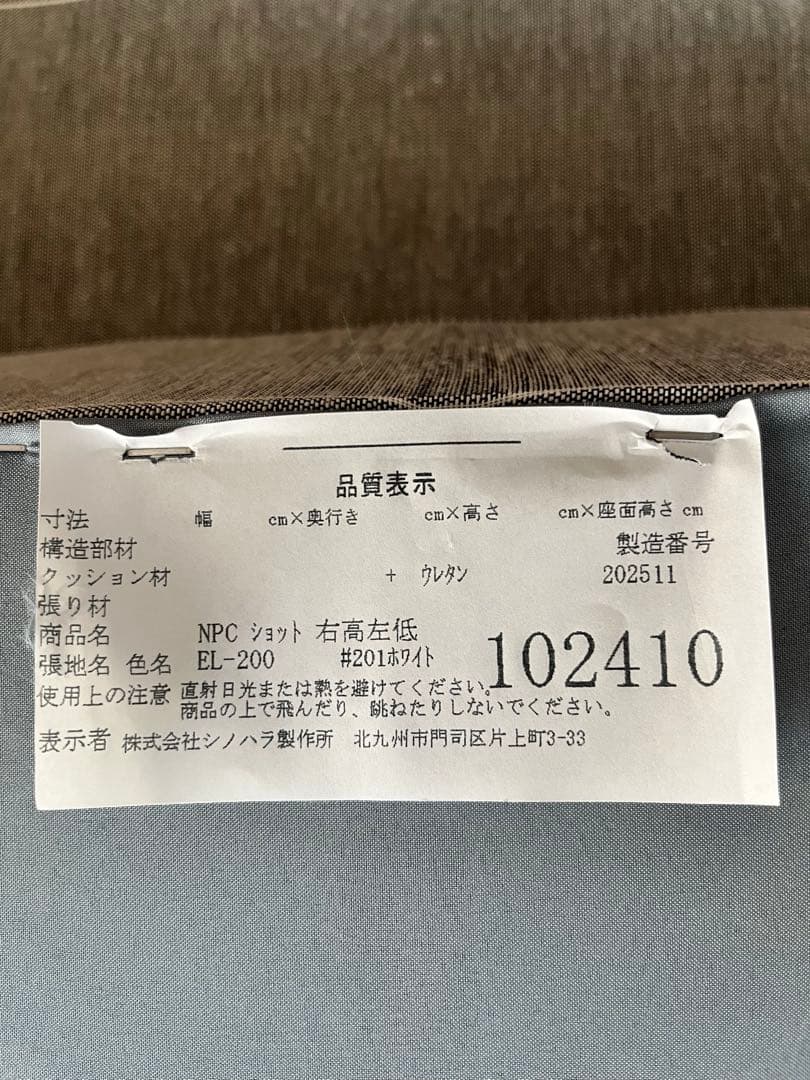 品質表示
寸法 幅 cm×奥行き cm×高さ cm×座面高さ cm
構造部材 製造番号
クッション材 + ウレタン 202511
張り材
商品名 NPC ショット 右高左低
張地名 色名 EL-200 #201ホワイト 102410
使用上の注意 直射日光または熱を避けてください。
商品の上で飛んだり、跳ねたりしないでください。
表示者 株式会社シノハラ製作所 北九州市門司区片上町3-33